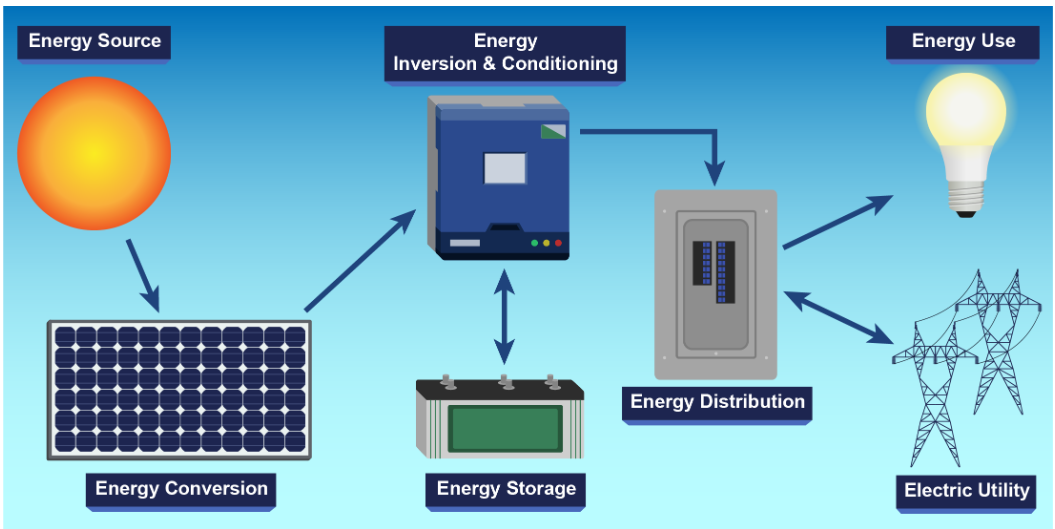 Energy Source
Energy
Inversion & Conditioning
Energy Use
Energy Distribution
Energy Conversion
Energy Storage
Electric Utility